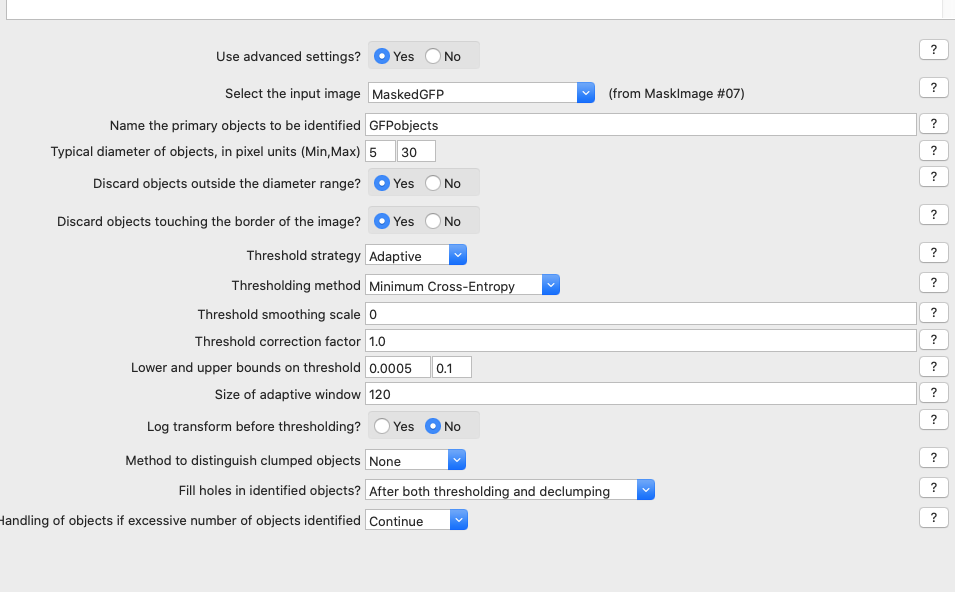 Use advanced settings? Yes No ?
Select the input image MaskedGFP (from MaskImage #07) ?
Name the primary objects to be identified GFPobjects ?
Typical diameter of objects, in pixel units (Min,Max) 5 30 ?
Discard objects outside the diameter range? Yes No ?
Discard objects touching the border of the image? Yes No ?
Threshold strategy Adaptive ?
Thresholding method Minimum Cross-Entropy ?
Threshold smoothing scale 0 ?
Threshold correction factor 1.0 ?
Lower and upper bounds on threshold 0.0005 0.1 ?
Size of adaptive window 120 ?
Log transform before thresholding? Yes No ?
Method to distinguish clumped objects None ?
Fill holes in identified objects? After both thresholding and declumping ?
Handling of objects if excessive number of objects identified Continue ?